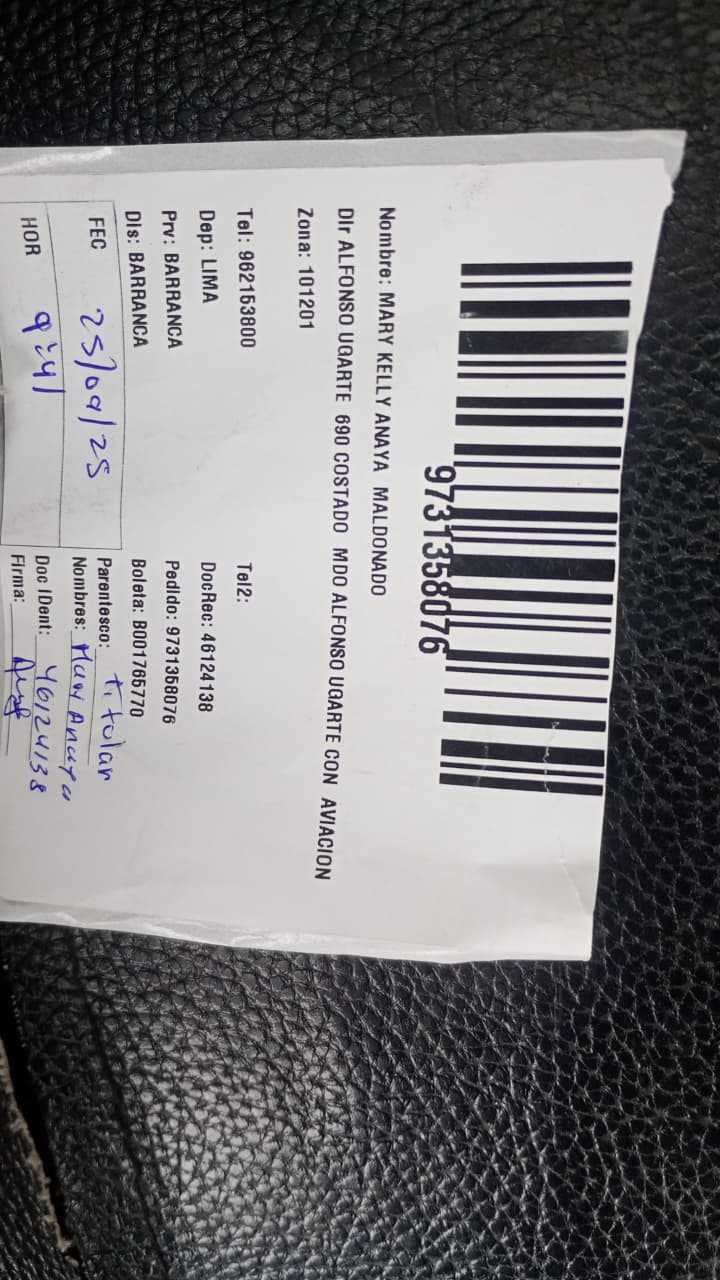 9731358076
Nombre: MARY KELLY ANAYA MALDONADO
Dir ALFONSO UGARTE 690 COSTADO MDO ALFONSO UGARTE CON AVIACION
Zona: 101201
Tel: 962153800 Tel2:
Dep: LIMA DocRec: 46124138
Prv: BARRANCA Pedido: 9731358076
Dis: BARRANCA Boleta: B001765770
FEC 25/09/25 Parentesco: titular
Nombres: Mary Anaya
HOR 9:41 Doc IDent: 46124138
Firma: